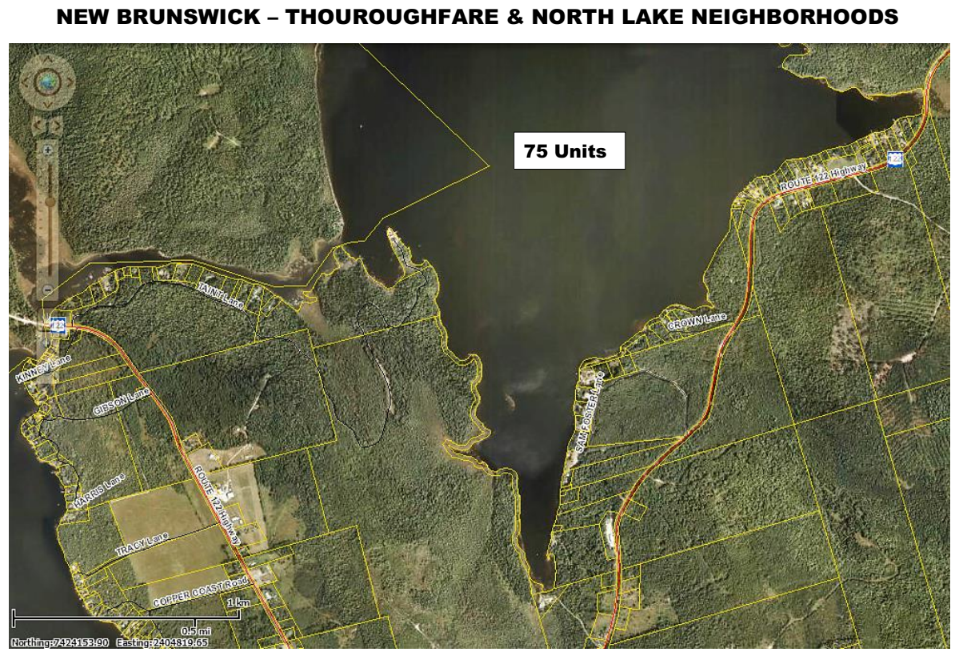 NEW BRUNSWICK – THOUROUGHFARE & NORTH LAKE NEIGHBORHOODS
75 Units
122
ROUTE 122 Highway
TAINT Lane
122
CROWN Lane
KINNEY Lane
GIBSON Lane
SAM FOSTER Lane
HARRIS Lane
ROUTE 122 Highway
TRACY Lane
COPPER COAST Road
1 km
0.5 mi
Northing:7424153.90 Easting:2404819.65